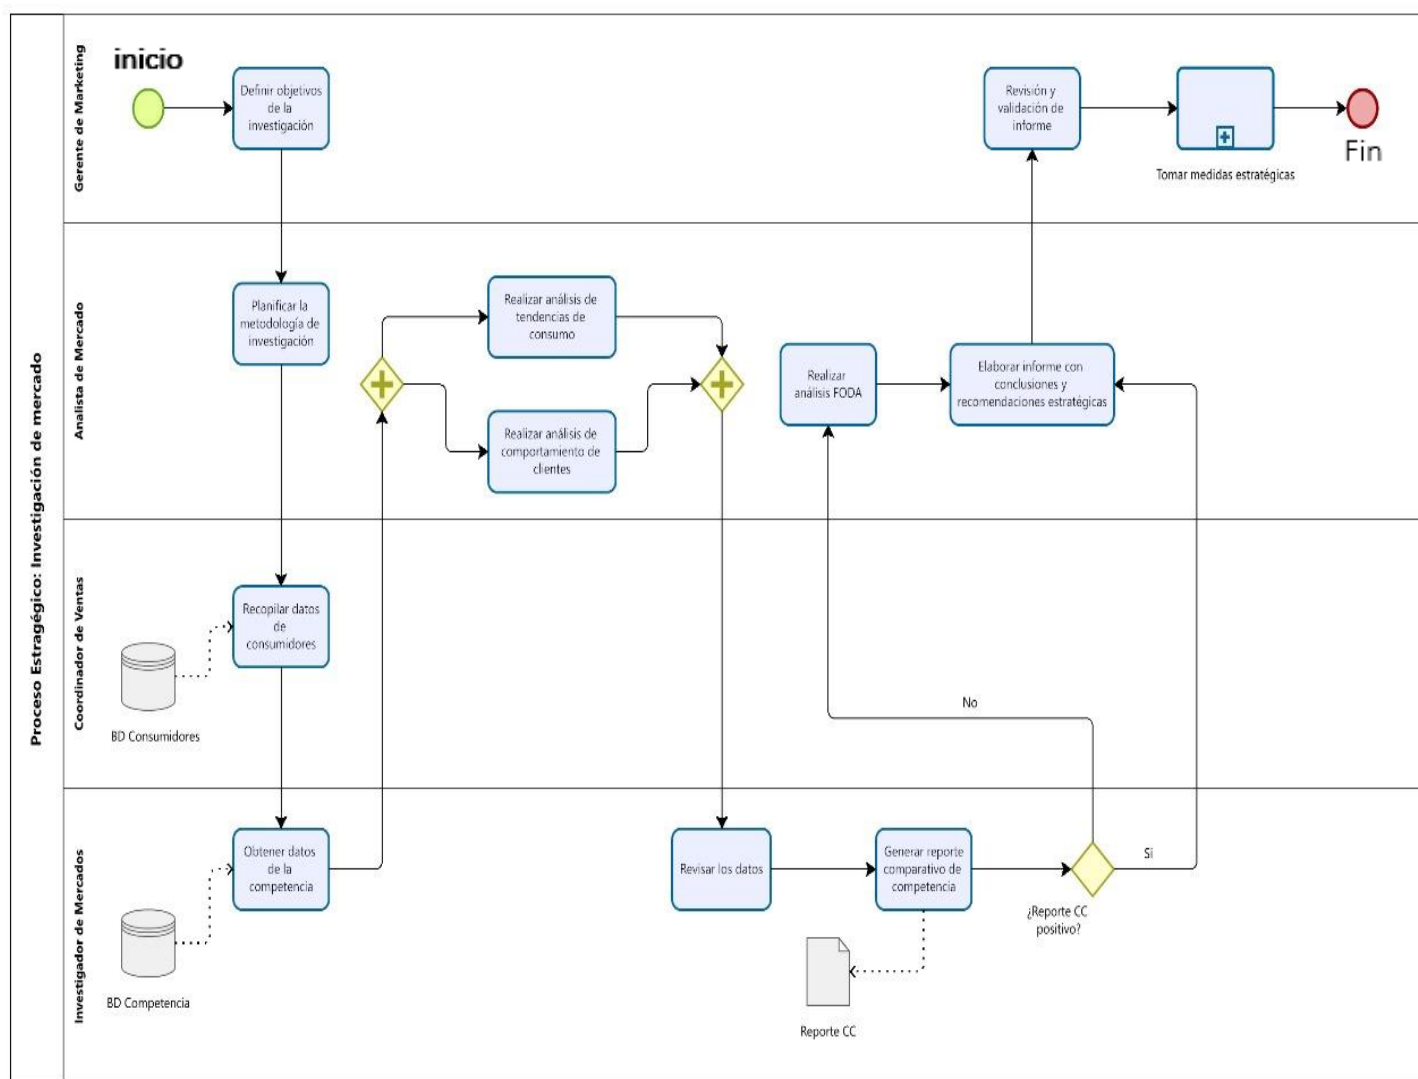 Proceso Estragégico: Investigación de mercado
Gerente de Marketing
inicio
Definir objetivos
de la
investigación
Revisión y
validación de
informe
Tomar medidas estratégicas
Fin
Analista de Mercado
Planificar la
metodología de
investigación
Realizar análisis de
tendencias de
consumo
Realizar análisis de
comportamiento de
clientes
Realizar
análisis FODA
Elaborar informe con
conclusiones y
recomendaciones estratégicas
Coordinador de Ventas
Recopilar datos
de
consumidores
BD Consumidores
No
Investigador de Mercados
Obtener datos
de la
competencia
BD Competencia
Revisar los datos
Generar reporte
comparativo de
competencia
Reporte CC
¿Reporte CC
positivo?
Si